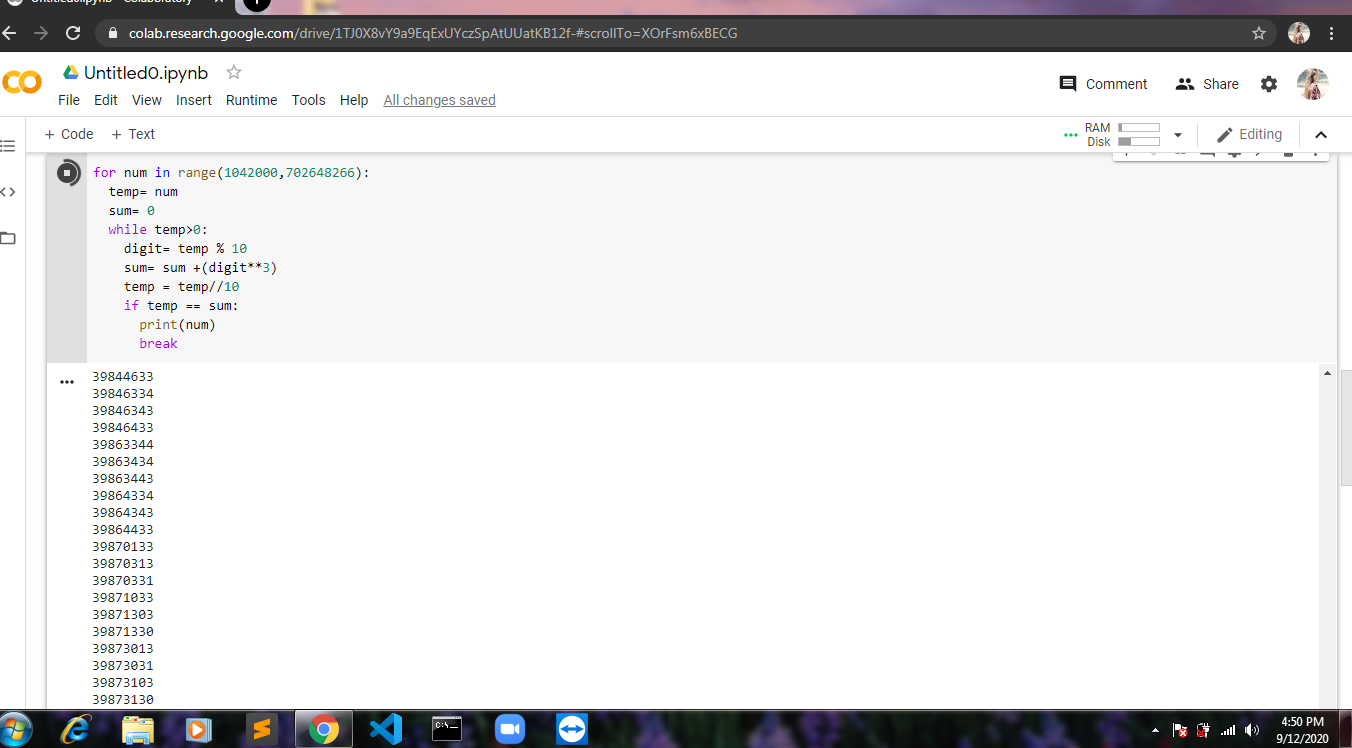 colab.research.google.com/drive/1TJ0X8vY9a9EqExUYczSpAtUUatKB12f-#scrollTo=XOrFsm6xBECG
Untitled0.ipynb
Comment
Share
File Edit View Insert Runtime Tools Help All changes saved
+ Code + Text
RAM
Disk
Editing
for num in range(1042000,702648266):
temp= num
sum= 0
while temp>0:
digit= temp % 10
sum= sum +(digit**3)
temp = temp//10
if temp == sum:
print(num)
break
39844633
39846334
39846343
39846433
39863344
39863434
39863443
39864334
39864343
39864433
39870133
39870313
39870331
39871033
39871303
39871330
39873013
39873031
39873103
39873130
4:50 PM
9/12/2020